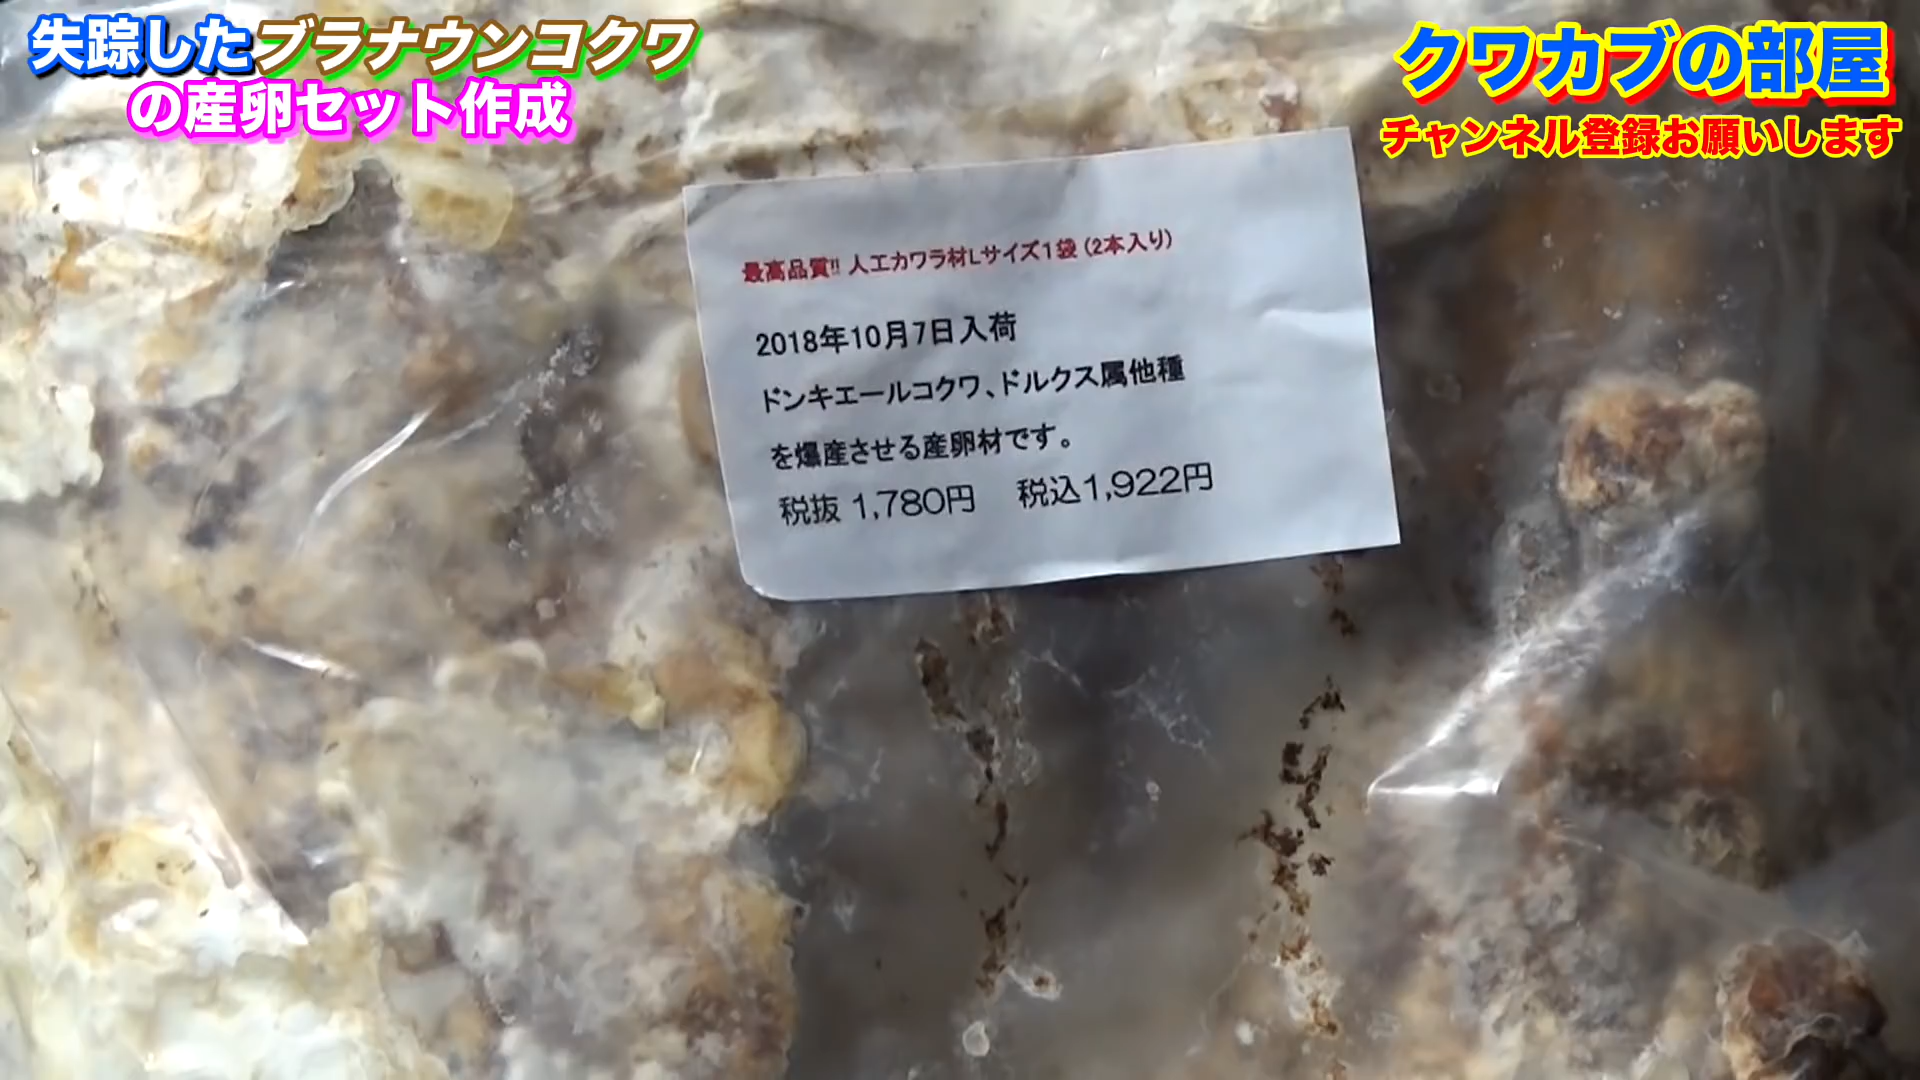 失踪したブラナウンコクワ
の産卵セット作成
クワカブの部屋
チャンネル登録お願いします
最高品質!! 人工カワラ材Lサイズ1袋（2本入り）
2018年10月7日入荷
ドンキエールコクワ、ドルクス属他種
を爆産させる産卵材です。
税抜 1,780円　税込1,922円